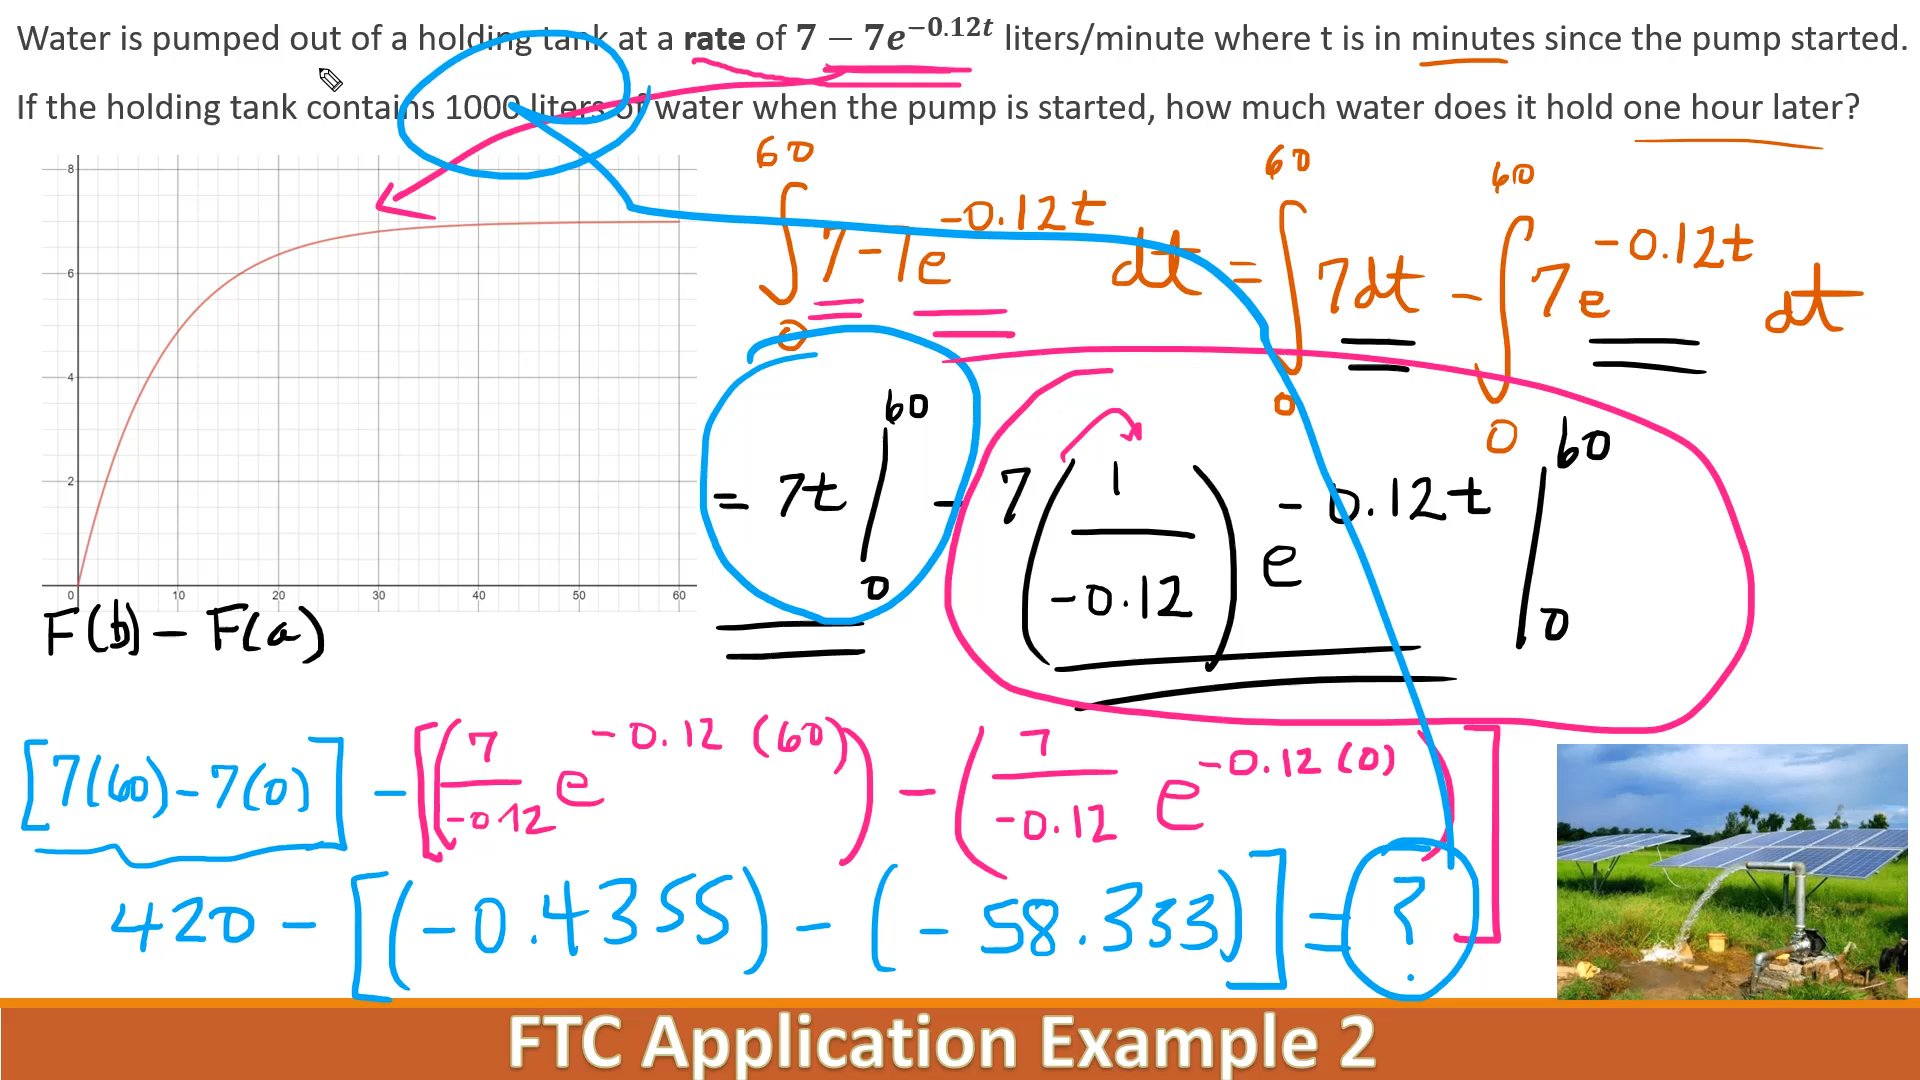 Water is pumped out of a holding tank at a rate of 7 − 7e^{−0.12t} liters/minute where t is in minutes since the pump started.
If the holding tank contains 1000 liters of water when the pump is started, how much water does it hold one hour later?
8
6
4
2
0 10 20 30 40 50 60
∫_0^{60} 7 - 7e^{-0.12t} dt = ∫_0^{60} 7dt - ∫_0^{60} 7e^{-0.12t} dt
= 7t |_0^{60} - 7(1/-0.12) e^{-0.12t} |_0^{60}
F(b) - F(a)
[7(60) - 7(0)] - [(7/-0.12 e^{-0.12(60)}) - (7/-0.12 e^{-0.12(0)})]
420 - [(-0.4355) - (-58.333)] = ?
FTC Application Example 2